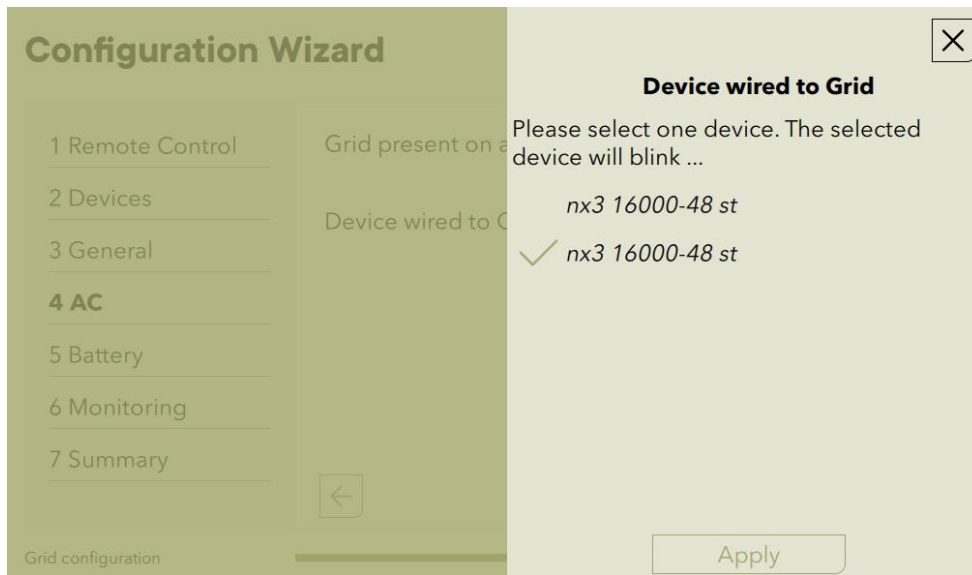 Configuration Wizard
1 Remote Control
2 Devices
3 General
4 AC
5 Battery
6 Monitoring
7 Summary
Grid present on a
Device wired to G
Grid configuration
Device wired to Grid
Please select one device. The selected
device will blink ...
nx3 16000-48 st
nx3 16000-48 st
Apply